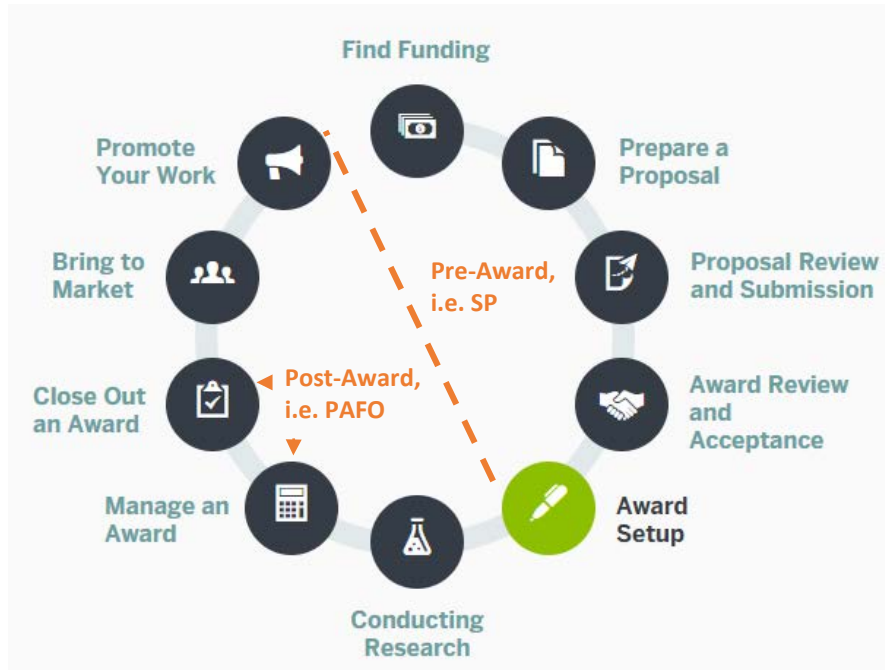 Find Funding
Promote
Your Work
Prepare a
Proposal
Bring to
Market
Pre-Award,
i.e. SP
Proposal Review
and Submission
Close Out
an Award
Post-Award,
i.e. PAFO
Award Review
and
Acceptance
Manage an
Award
Award
Setup
Conducting
Research